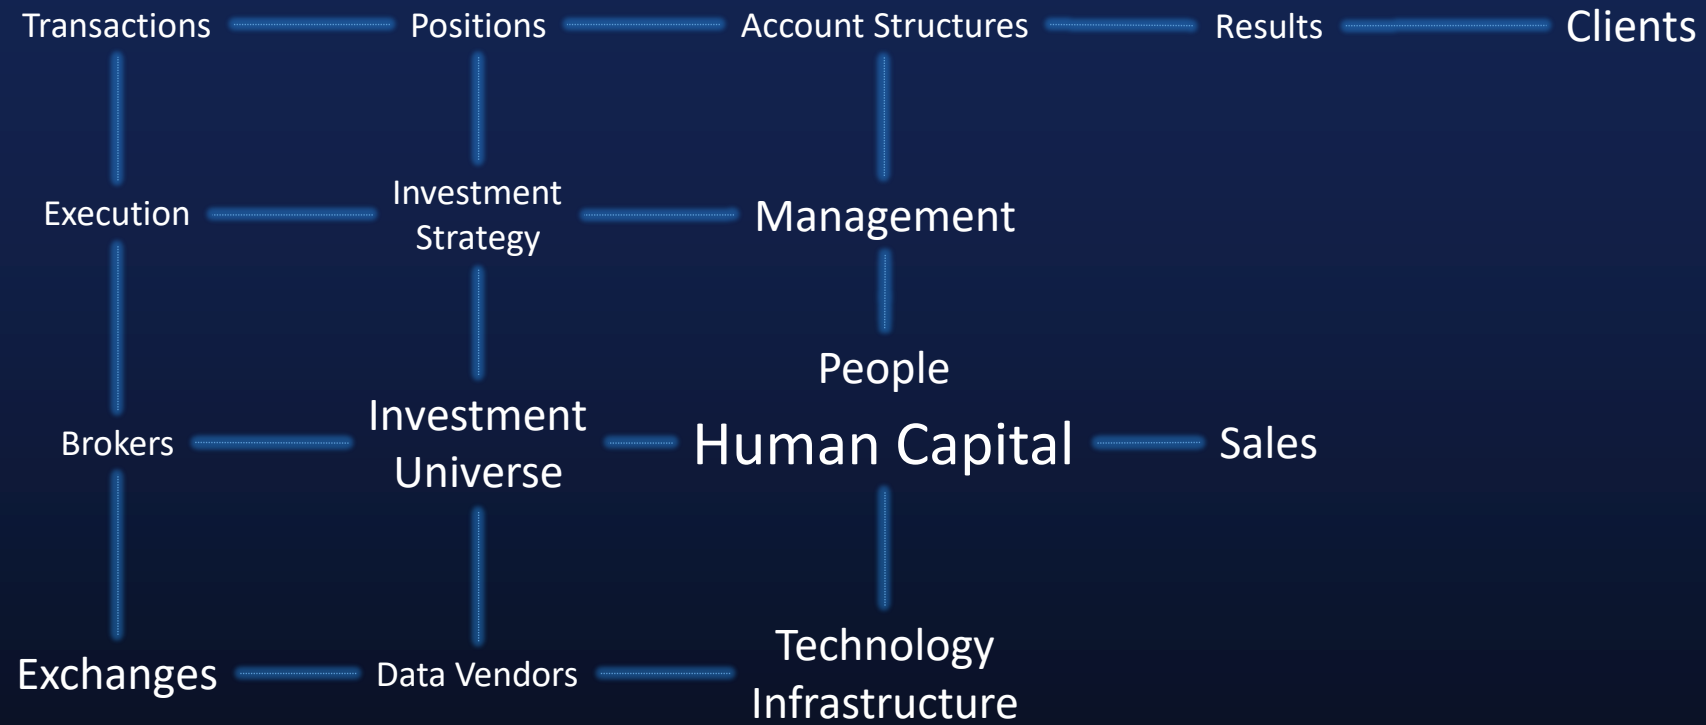 Transactions Positions Account Structures Results Clients
Execution
Investment
Strategy
Management
People
Brokers
Investment
Universe
Human Capital
Sales
Exchanges
Data Vendors
Technology
Infrastructure